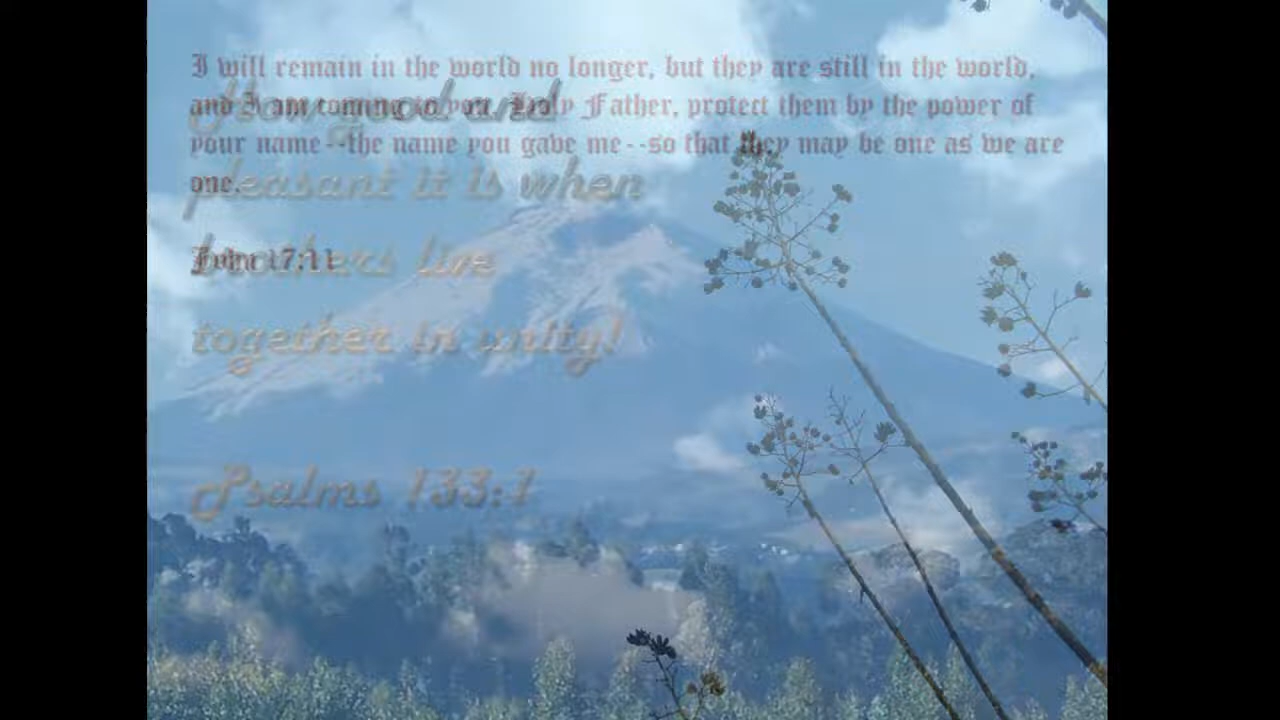 I will remain in the world no longer, but they are still in the world,
and I am coming to you. Holy Father, protect them by the power of
your name--the name you gave me--so that they may be one as we are
one.
John 17:11
How good and
pleasant it is when
brothers live
together in unity!
Psalms 133:1